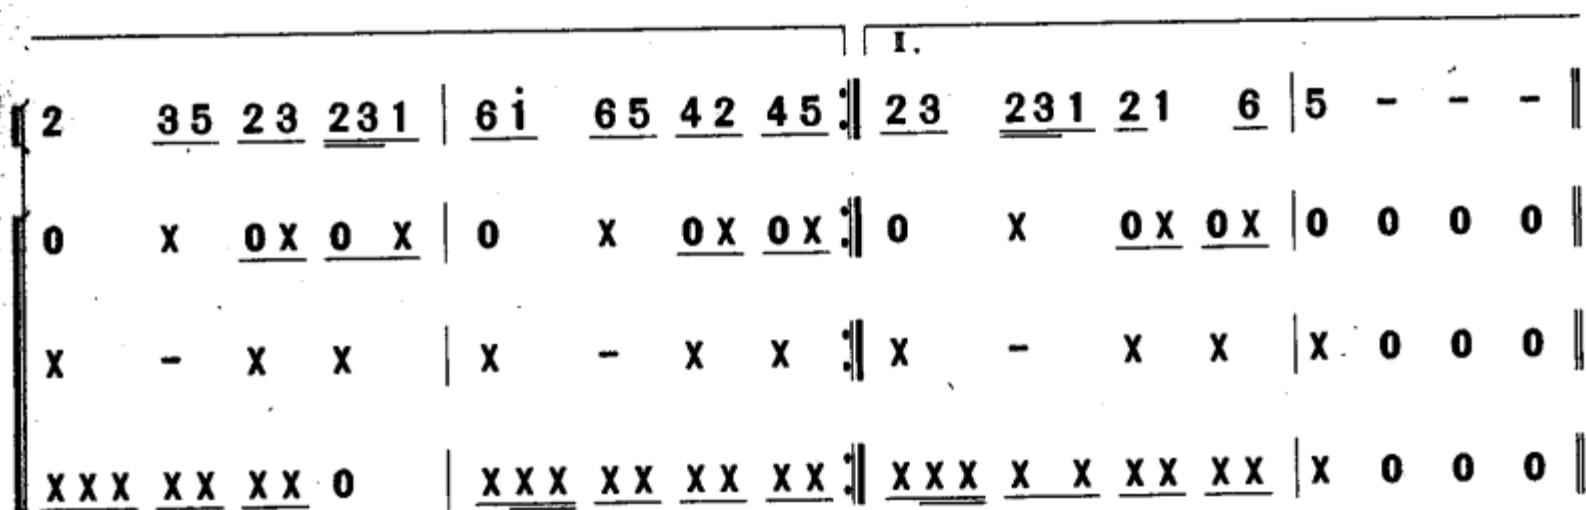 I.
2 35 23 231 | 6i̇ 65 42 45 :‖ 23 231 21 6 | 5 - - - ‖
0 X 0X 0 X | 0 X 0X 0X :‖ 0 X 0X 0X | 0 0 0 0 ‖
X - X X | X - X X :‖ X - X X | X 0 0 0 ‖
XXX XX XX 0 | XXX XX XX XX :‖ XXX X X XX XX | X 0 0 0 ‖